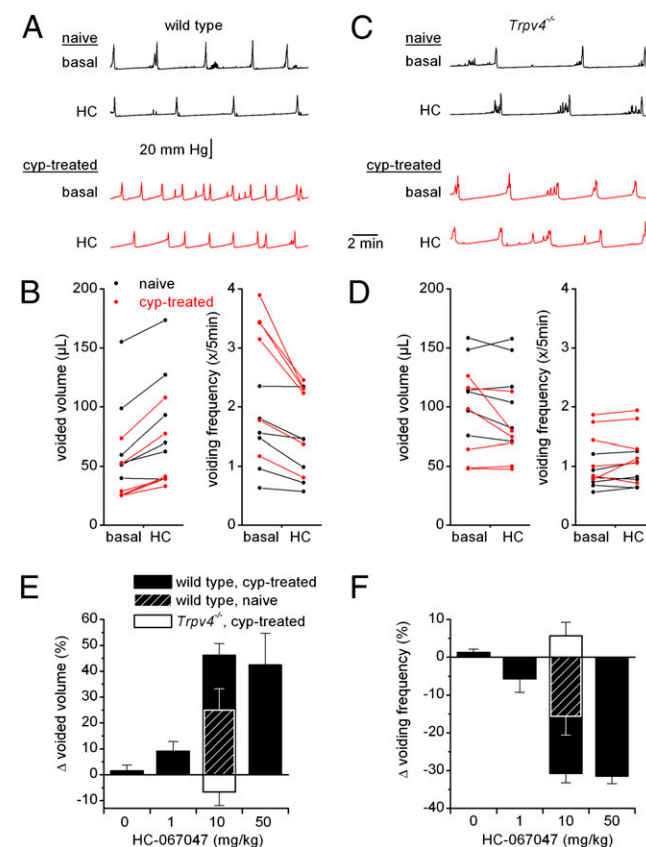 A
wild type
naive
basal
HC
20 mm Hg
cyp-treated
basal
HC
C
Trpv4-/-
naive
basal
HC
cyp-treated
basal
HC
2 min
B
naive
cyp-treated
voided volume (µL)
200
150
100
50
0
basal HC
voiding frequency (x/5min)
4
3
2
1
0
basal HC
D
voided volume (µL)
200
150
100
50
0
basal HC
voiding frequency (x/5min)
4
3
2
1
0
basal HC
E
wild type, cyp-treated
wild type, naive
Trpv4-/-, cyp-treated
Δ voided volume (%)
60
50
40
30
20
10
0
-10
0 1 10 50
HC-067047 (mg/kg)
F
Δ voiding frequency (%)
10
0
-10
-20
-30
-40
0 1 10 50
HC-067047 (mg/kg)